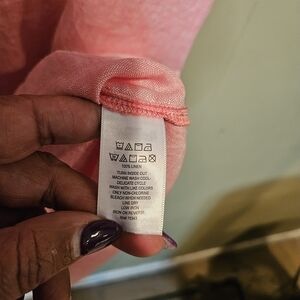 100% LINEN
TURN INSIDE OUT
MACHINE WASH COOL
DELICATE CYCLE
WASH WITH LIKE COLORS
ONLY NON-CHLORINE
BLEACH WHEN NEEDED
LINE DRY
LOW IRON
IRON ON REVERSE